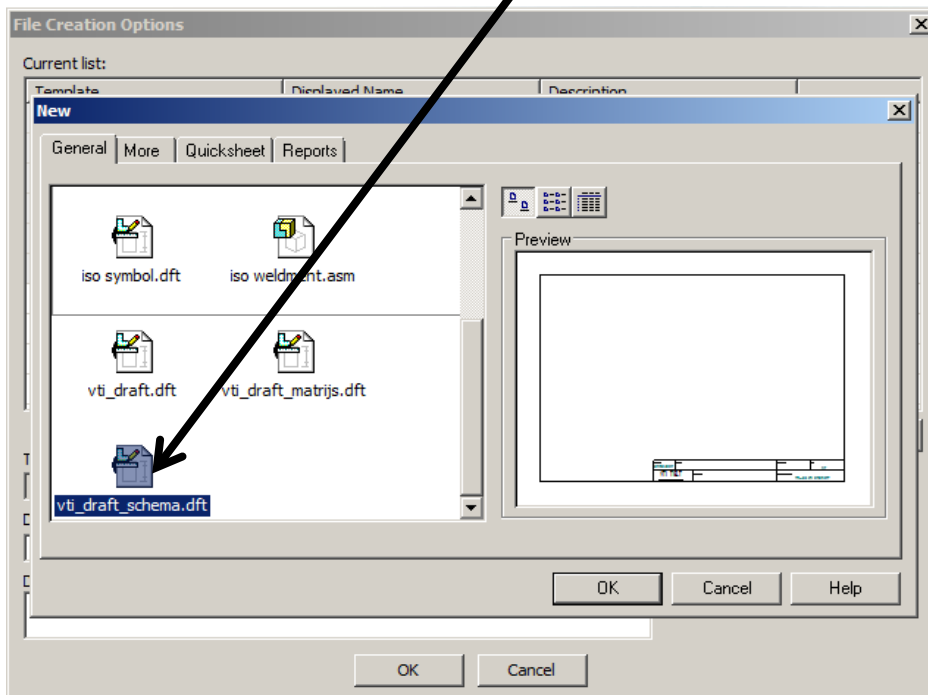 File Creation Options
Current list:
Template Displayed Name Description
New
General More Quicksheet Reports
iso symbol.dft iso weldment.asm
Preview
vti_draft.dft vti_draft_matrijs.dft
vti_draft_schema.dft
OK Cancel Help
OK Cancel